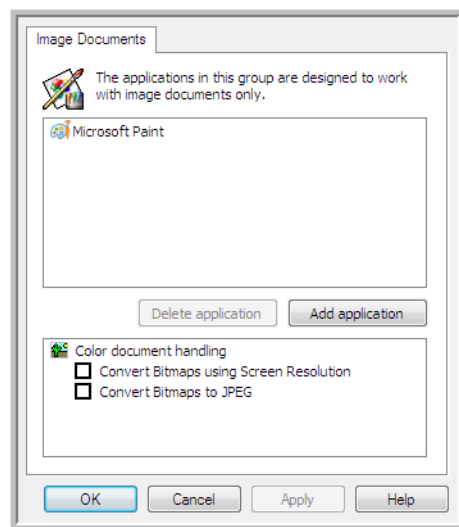 Image Documents
The applications in this group are designed to work
with image documents only.
Microsoft Paint
Delete application
Add application
Color document handling
Convert Bitmaps using Screen Resolution
Convert Bitmaps to JPEG
OK
Cancel
Apply
Help